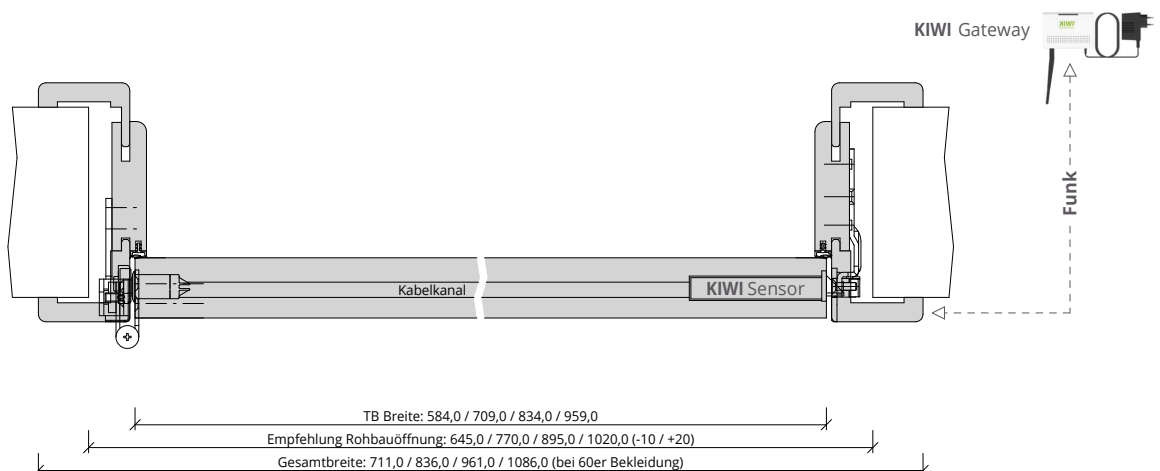 KIWI Gateway
KIWI
Funk
Kabelkanal
KIWI Sensor
TB Breite: 584,0 / 709,0 / 834,0 / 959,0
Empfehlung Rohbauöffnung: 645,0 / 770,0 / 895,0 / 1020,0 (-10 / +20)
Gesamtbreite: 711,0 / 836,0 / 961,0 / 1086,0 (bei 60er Bekleidung)